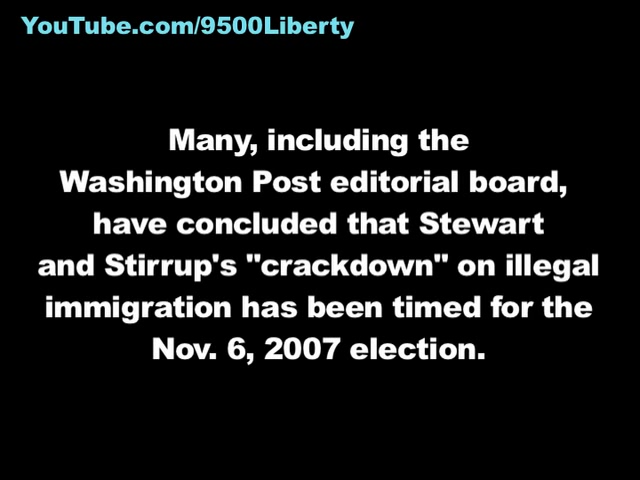 YouTube.com/9500Liberty
Many, including the
Washington Post editorial board,
have concluded that Stewart
and Stirrup's "crackdown" on illegal
immigration has been timed for the
Nov. 6, 2007 election.